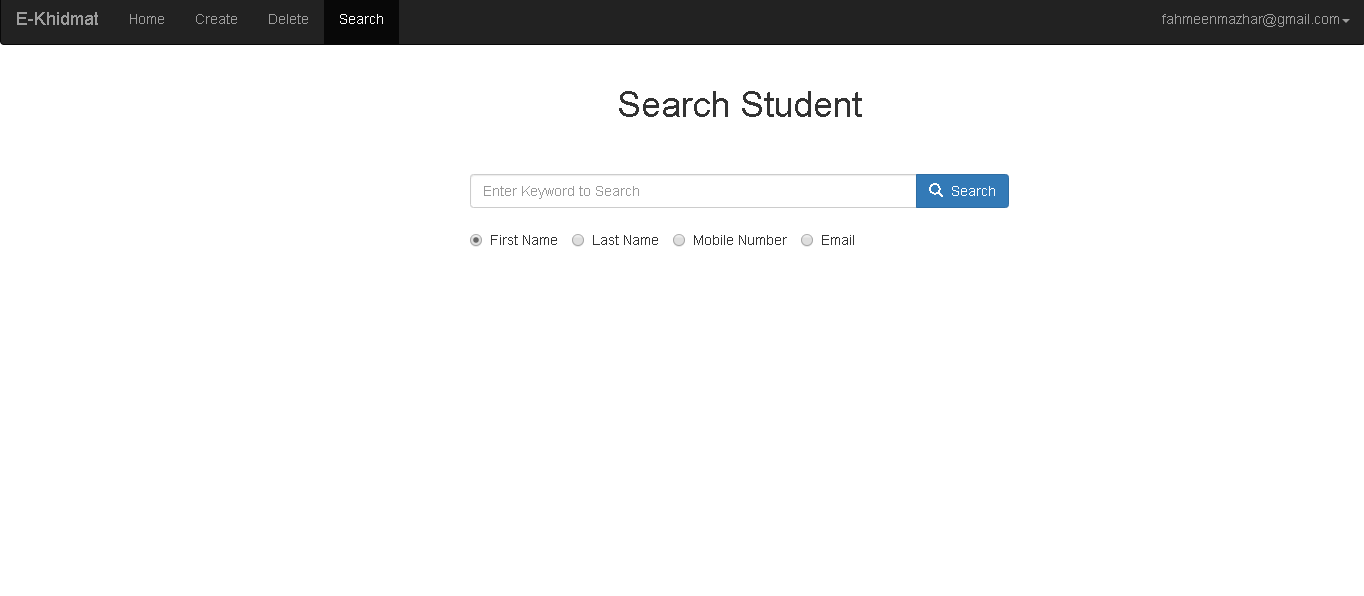 E-Khidmat Home Create Delete Search fahmeenmazhar@gmail.com
Search Student
Enter Keyword to Search Search
First Name Last Name Mobile Number Email